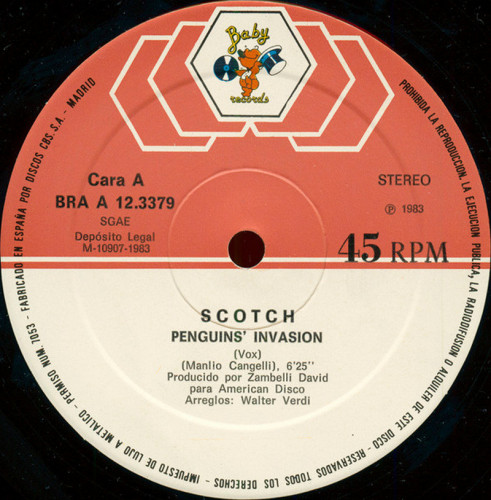 Baby
records
Cara A
BRA A 12.3379
SGAE
Depósito Legal
M-10907-1983
STEREO
Ⓟ 1983
45 RPM
SCOTCH
PENGUINS' INVASION
(Vox)
(Manlio Cangelli), 6'25''
Producido por Zambelli David
para American Disco
Arreglos: Walter Verdi
PROHIBIDA LA REPRODUCCION, LA EJECUCION PUBLICA, LA RADIODIFUSION O ALQUILER DE ESTE DISCO - RESERVADOS TODOS LOS DERECHOS - IMPUESTO DE LUJO A METALICO - PERMISO NUM. 7053 - FABRICADO EN ESPAÑA POR DISCOS CBS, S.A. - MADRID